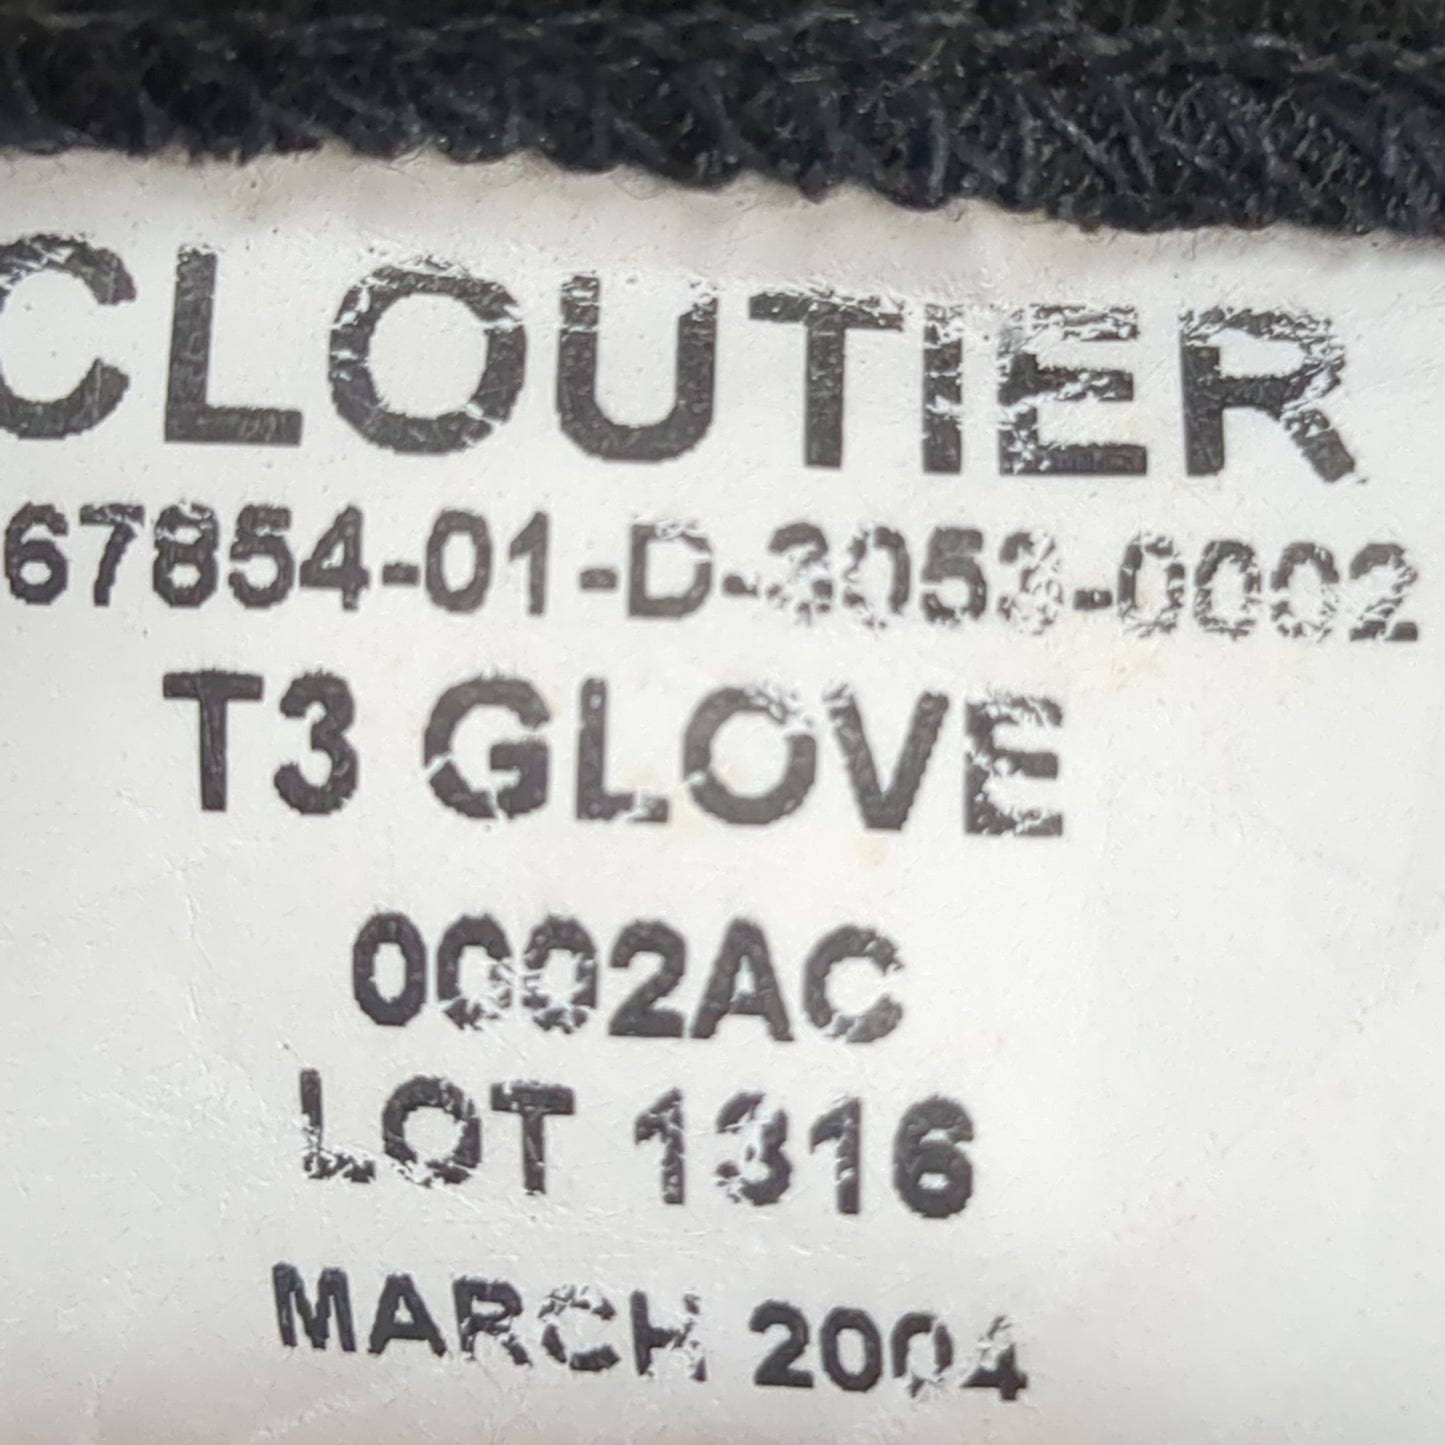 CLOUTIER
67854-01-D-3053-0002
T3 GLOVE
0002AC
LOT 1316
MARCH 2004